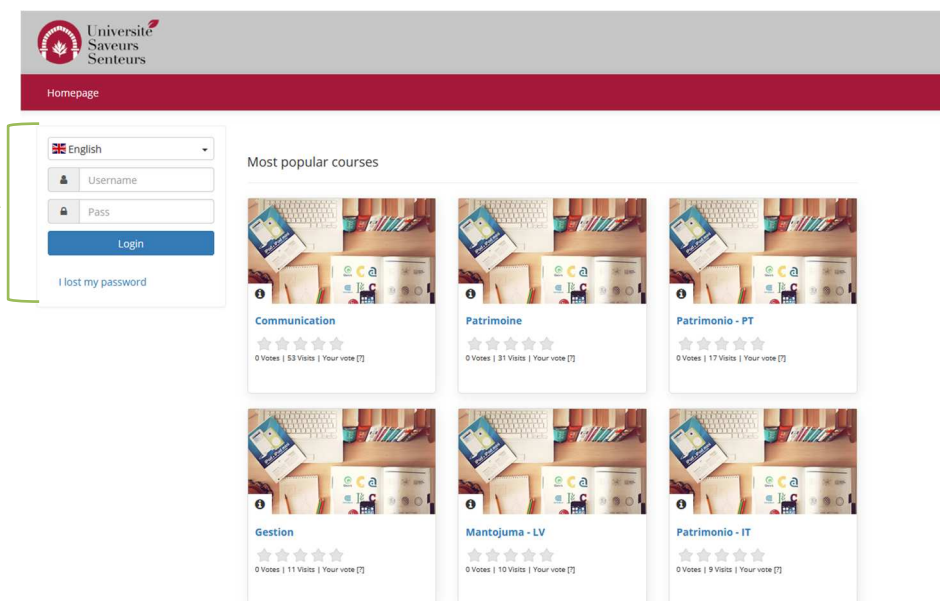 Université
Saveurs
Senteurs
Homepage
English
Username
Pass
Login
I lost my password
Most popular courses
Communication
0 Votes | 53 Visits | Your vote [?]
Patrimoine
0 Votes | 31 Visits | Your vote [?]
Patrimonio - PT
0 Votes | 17 Visits | Your vote [?]
Gestion
0 Votes | 11 Visits | Your vote [?]
Mantojuma - LV
0 Votes | 10 Visits | Your vote [?]
Patrimonio - IT
0 Votes | 9 Visits | Your vote [?]